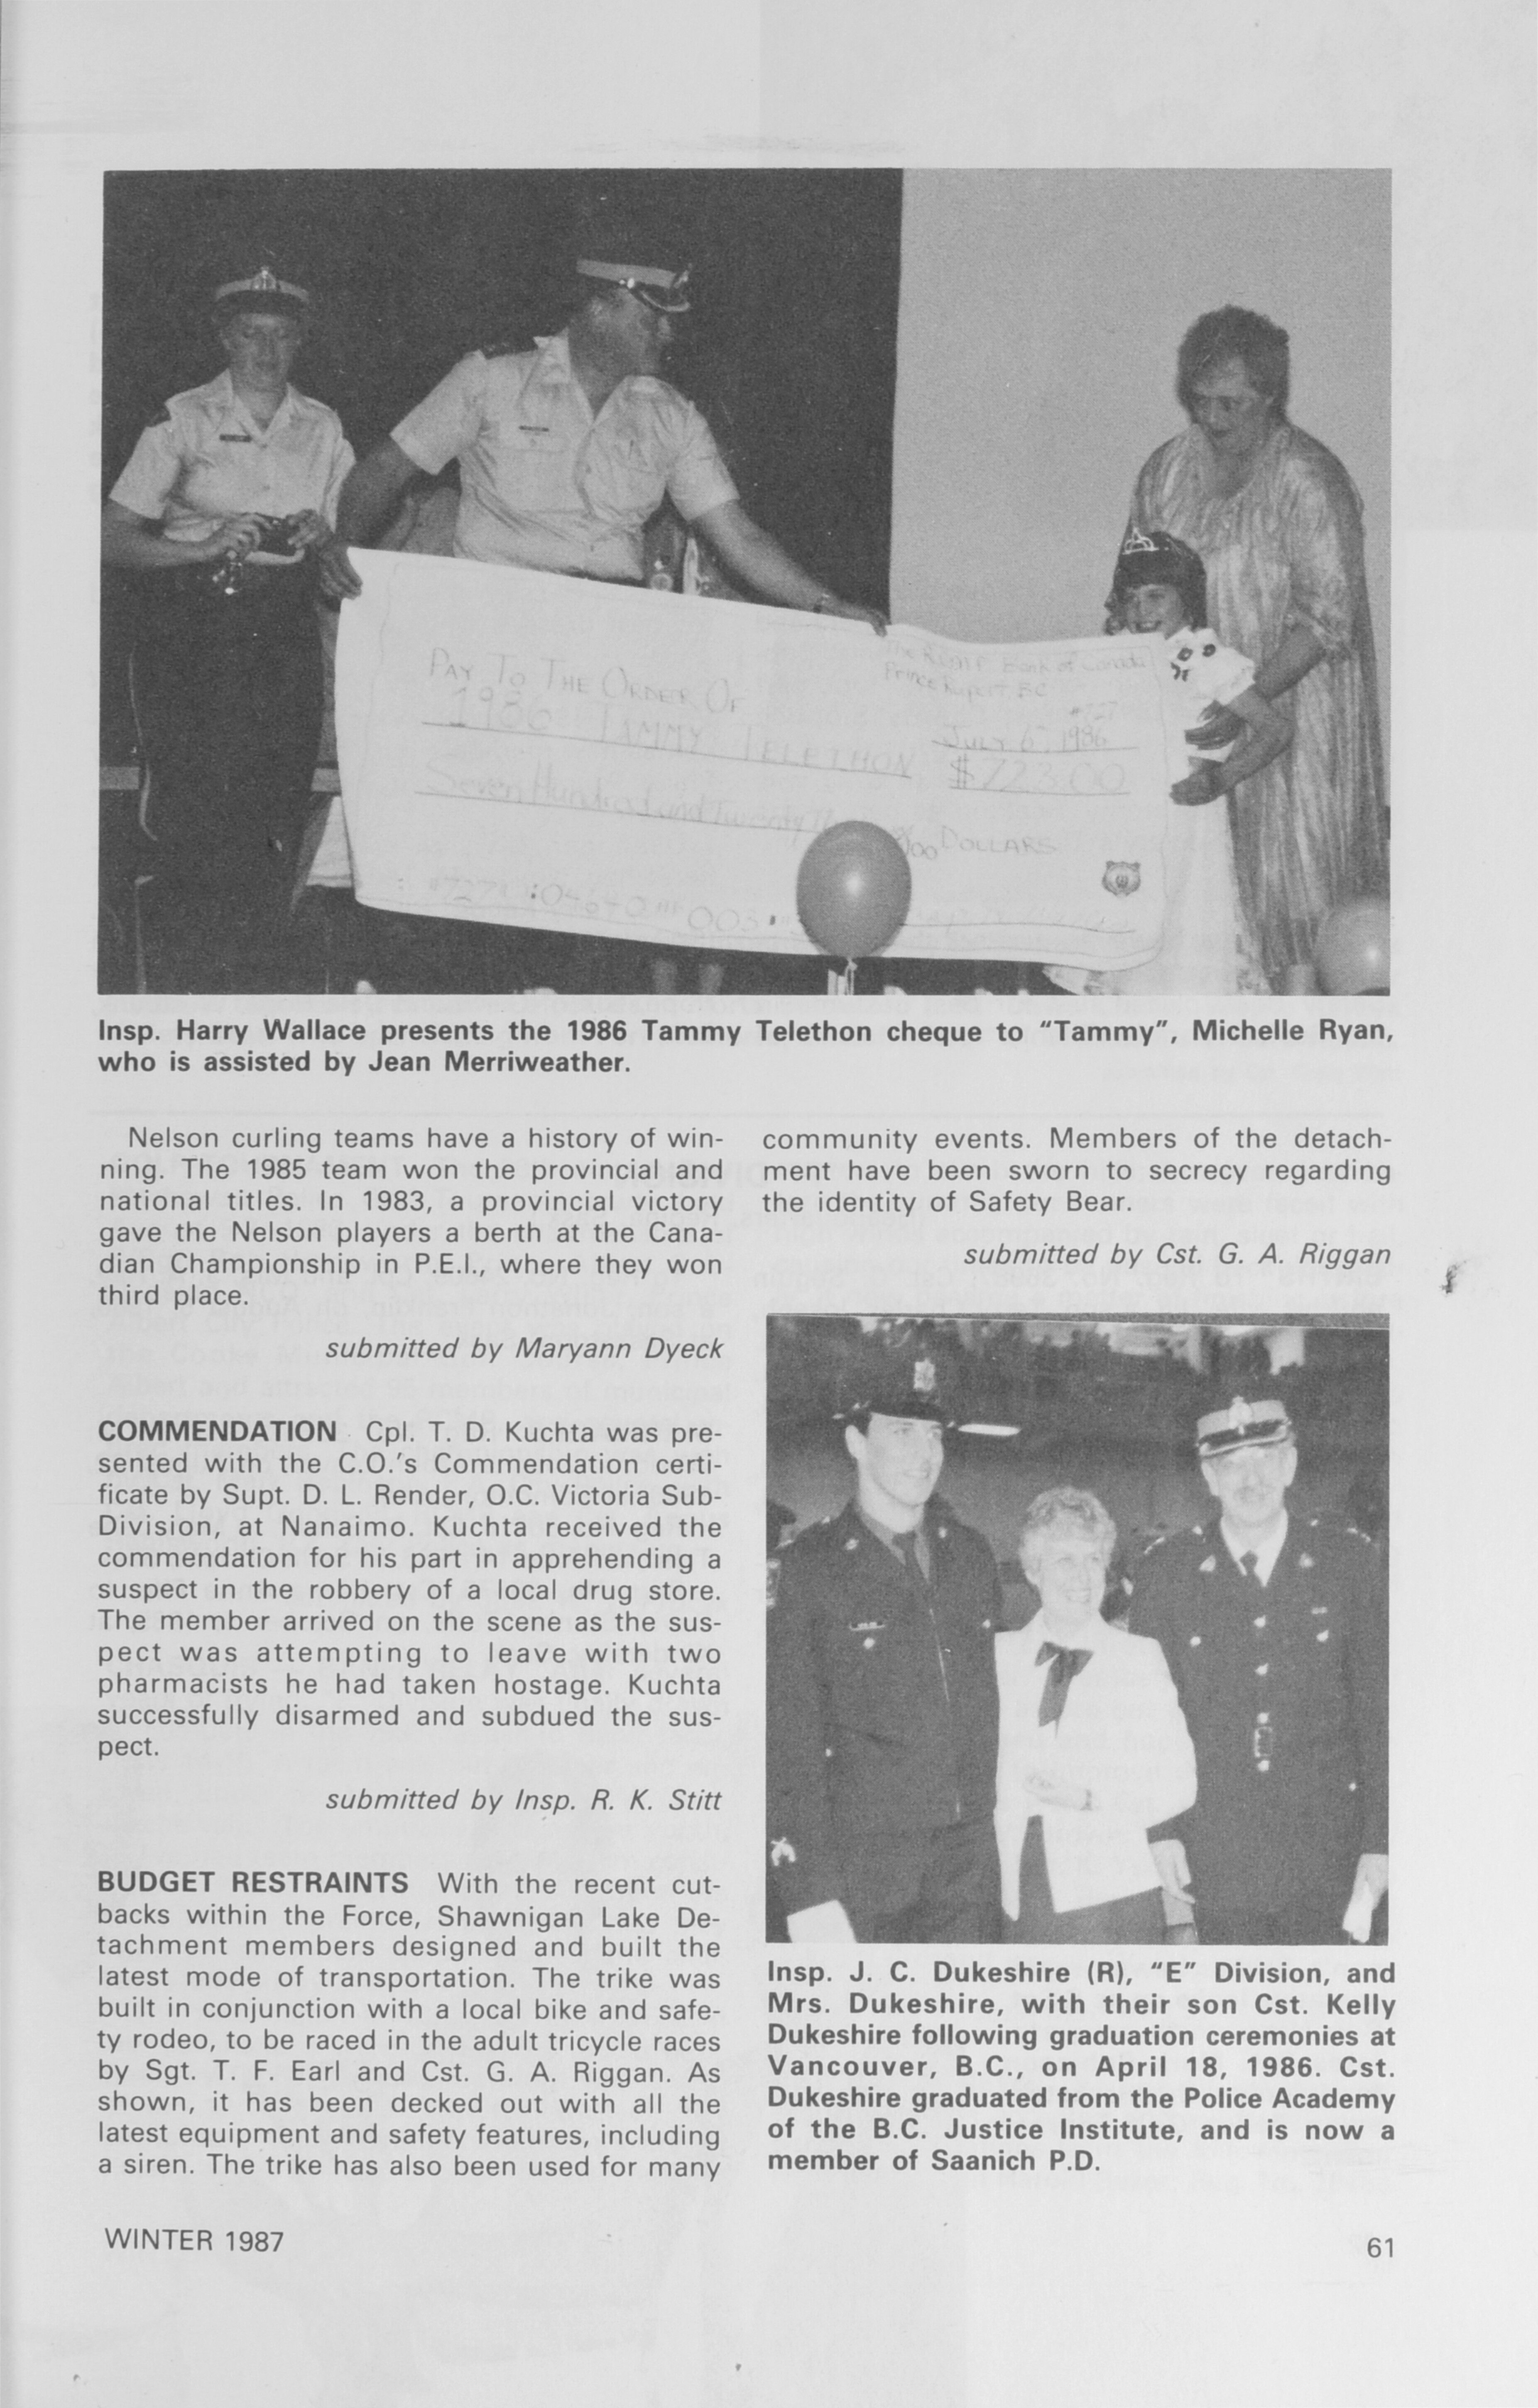 PAY TO THE ORDER OF
1986 TAMMY TELETHON
The RCMP Bank of Canada
Prince Rupert, BC
#727
JULY 6, 1986
$723.00
Seven Hundred and Twenty
00 DOLLARS
Insp. Harry Wallace presents the 1986 Tammy Telethon cheque to “Tammy”, Michelle Ryan,
who is assisted by Jean Merriweather.
Nelson curling teams have a history of win-
ning. The 1985 team won the provincial and
national titles. In 1983, a provincial victory
gave the Nelson players a berth at the Cana-
dian Championship in P.E.I., where they won
third place.
submitted by Maryann Dyeck
COMMENDATION Cpl. T. D. Kuchta was pre-
sented with the C.O.'s Commendation certi-
ficate by Supt. D. L. Render, O.C. Victoria Sub-
Division, at Nanaimo. Kuchta received the
commendation for his part in apprehending a
suspect in the robbery of a local drug store.
The member arrived on the scene as the sus-
pect was attempting to leave with two
pharmacists he had taken hostage. Kuchta
successfully disarmed and subdued the sus-
pect.
submitted by Insp. R. K. Stitt
BUDGET RESTRAINTS With the recent cut-
backs within the Force, Shawnigan Lake De-
tachment members designed and built the
latest mode of transportation. The trike was
built in conjunction with a local bike and safe-
ty rodeo, to be raced in the adult tricycle races
by Sgt. T. F. Earl and Cst. G. A. Riggan. As
shown, it has been decked out with all the
latest equipment and safety features, including
a siren. The trike has also been used for many
community events. Members of the detach-
ment have been sworn to secrecy regarding
the identity of Safety Bear.
submitted by Cst. G. A. Riggan
Insp. J. C. Dukeshire (R), “E” Division, and
Mrs. Dukeshire, with their son Cst. Kelly
Dukeshire following graduation ceremonies at
Vancouver, B.C., on April 18, 1986. Cst.
Dukeshire graduated from the Police Academy
of the B.C. Justice Institute, and is now a
member of Saanich P.D.
WINTER 1987
61